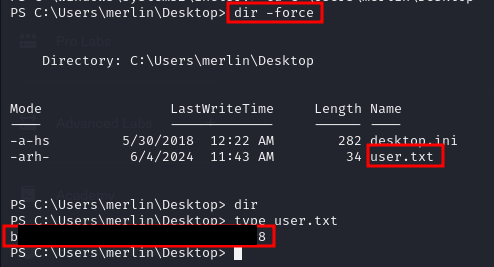 PS C:\Users\merlin\Desktop> dir -force
Directory: C:\Users\merlin\Desktop
Mode LastWriteTime Length Name
---- ------------- ------ ----
-a-hs 5/30/2018 12:22 AM 282 desktop.ini
-arh- 6/4/2024 11:43 AM 34 user.txt
PS C:\Users\merlin\Desktop> dir
PS C:\Users\merlin\Desktop> type user.txt
b 8
PS C:\Users\merlin\Desktop>